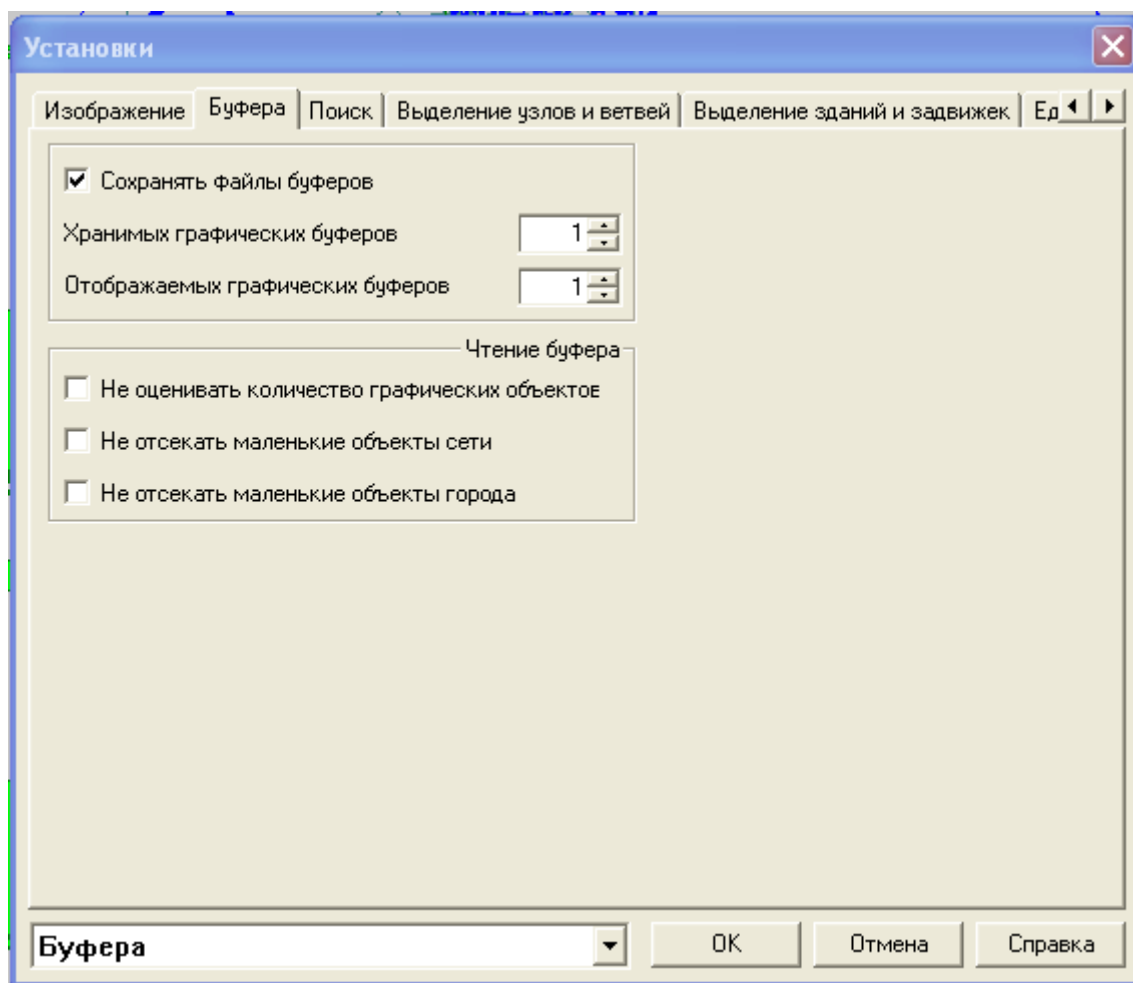 Установки
Изображение Буфера Поиск Выделение узлов и ветвей Выделение зданий и задвижек Ед
Сохранять файлы буферов
Хранимых графических буферов 1
Отображаемых графических буферов 1
Чтение буфера
Не оценивать количество графических объектов
Не отсекать маленькие объекты сети
Не отсекать маленькие объекты города
Буфера OK Отмена Справка